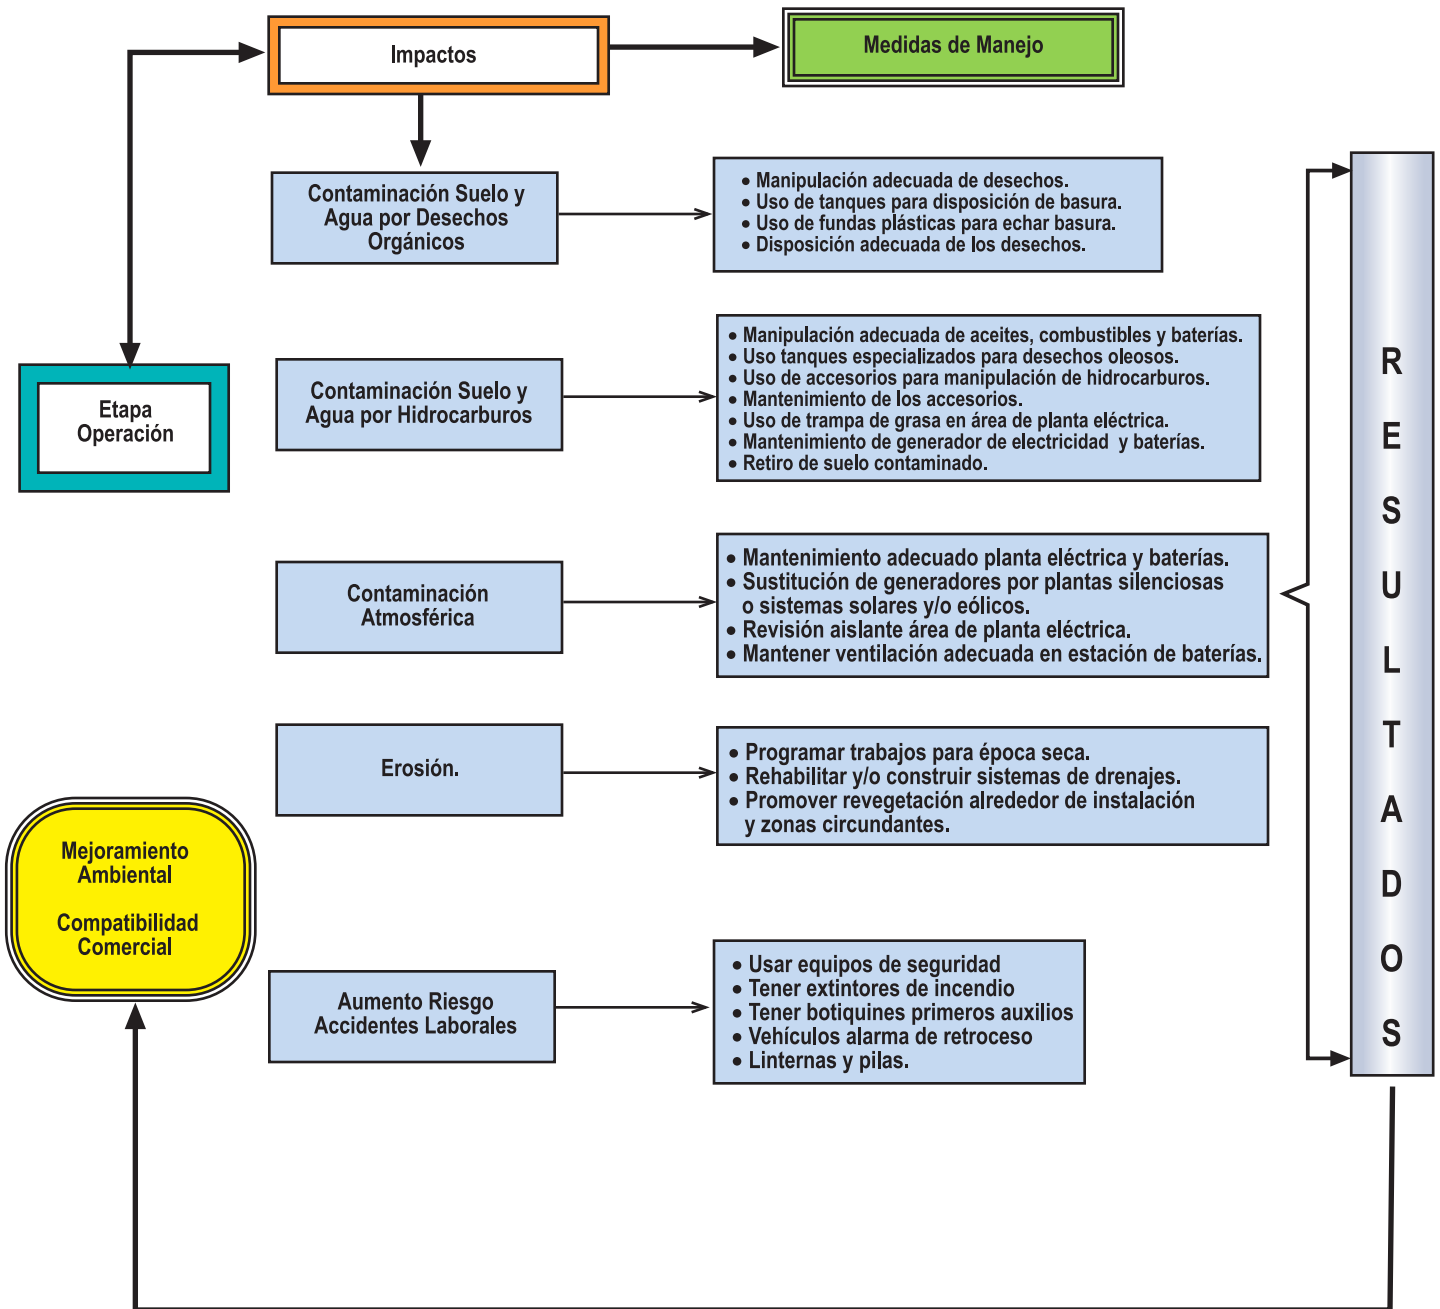 Impactos
Medidas de Manejo
Contaminación Suelo y
Agua por Desechos
Orgánicos
• Manipulación adecuada de desechos.
• Uso de tanques para disposición de basura.
• Uso de fundas plásticas para echar basura.
• Disposición adecuada de los desechos.
Etapa
Operación
Contaminación Suelo y
Agua por Hidrocarburos
• Manipulación adecuada de aceites, combustibles y baterías.
• Uso tanques especializados para desechos oleosos.
• Uso de accesorios para manipulación de hidrocarburos.
• Mantenimiento de los accesorios.
• Uso de trampa de grasa en área de planta eléctrica.
• Mantenimiento de generador de electricidad y baterías.
• Retiro de suelo contaminado.
Contaminación
Atmosférica
• Mantenimiento adecuado planta eléctrica y baterías.
• Sustitución de generadores por plantas silenciosas
o sistemas solares y/o eólicos.
• Revisión aislante área de planta eléctrica.
• Mantener ventilación adecuada en estación de baterías.
Erosión.
• Programar trabajos para época seca.
• Rehabilitar y/o construir sistemas de drenajes.
• Promover revegetación alrededor de instalación
y zonas circundantes.
Mejoramiento
Ambiental
Compatibilidad
Comercial
Aumento Riesgo
Accidentes Laborales
• Usar equipos de seguridad
• Tener extintores de incendio
• Tener botiquines primeros auxilios
• Vehículos alarma de retroceso
• Linternas y pilas.
R
E
S
U
L
T
A
D
O
S